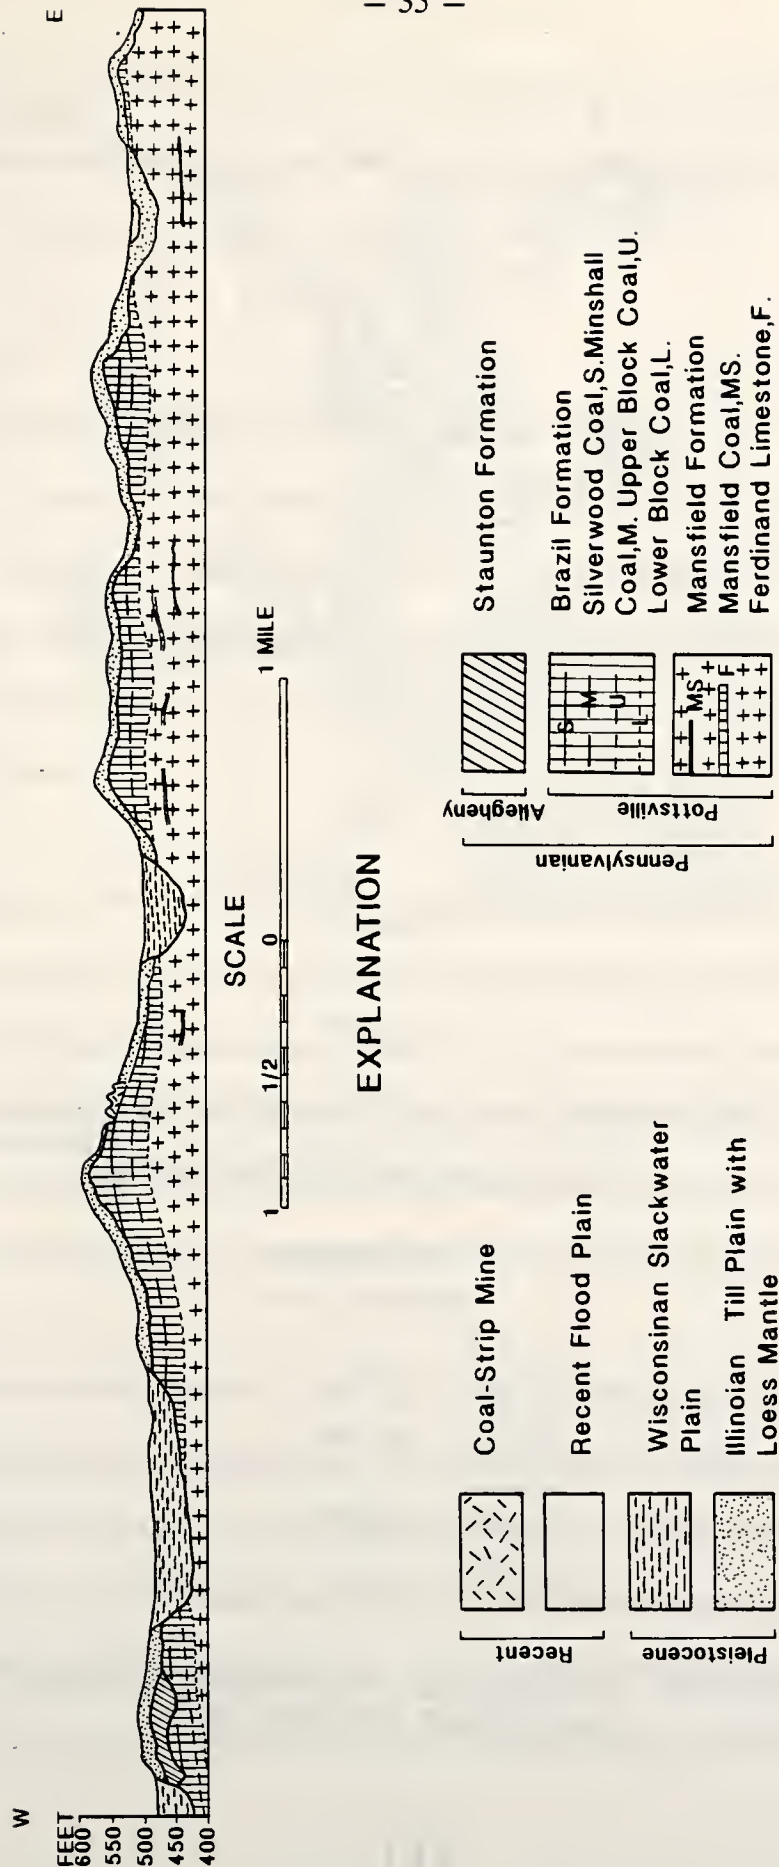 — 35 —
W
E
FEET
600
550
500
450
400
SCALE
1 1/2 0 1 MILE
EXPLANATION
Recent
Coal-Strip Mine
Recent Flood Plain
Pleistocene
Wisconsinan Slackwater
Plain
Illinoian Till Plain with
Loess Mantle
Pennsylvanian
Allegheny
Staunton Formation
Pottsville
S
M
U
L
Brazil Formation
Silverwood Coal,S.Minshall
Coal,M. Upper Block Coal,U.
Lower Block Coal,L.
MS
F
Mansfield Formation
Mansfield Coal,MS.
Ferdinand Limestone,F.